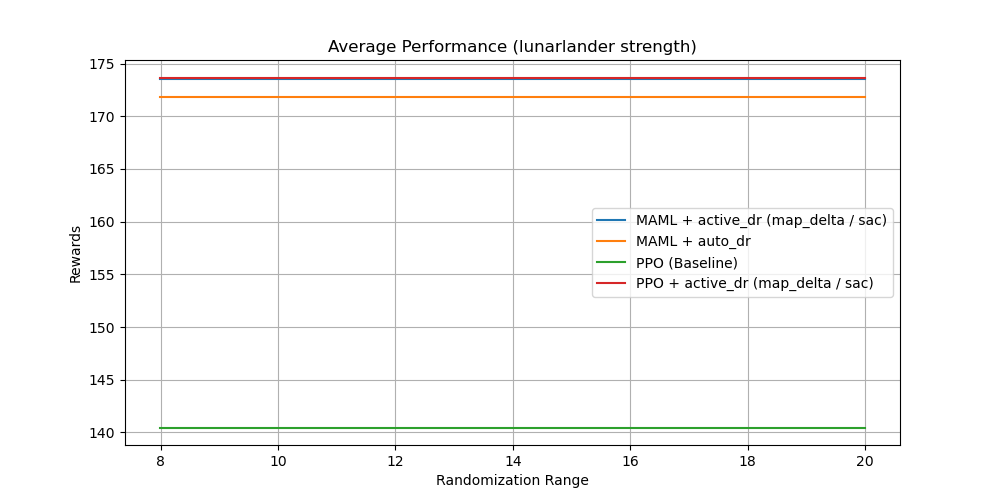 Average Performance (lunarlander strength)
175
170
165
160
155
150
145
140
Rewards
MAML + active_dr (map_delta / sac)
MAML + auto_dr
PPO (Baseline)
PPO + active_dr (map_delta / sac)
8 10 12 14 16 18 20
Randomization Range